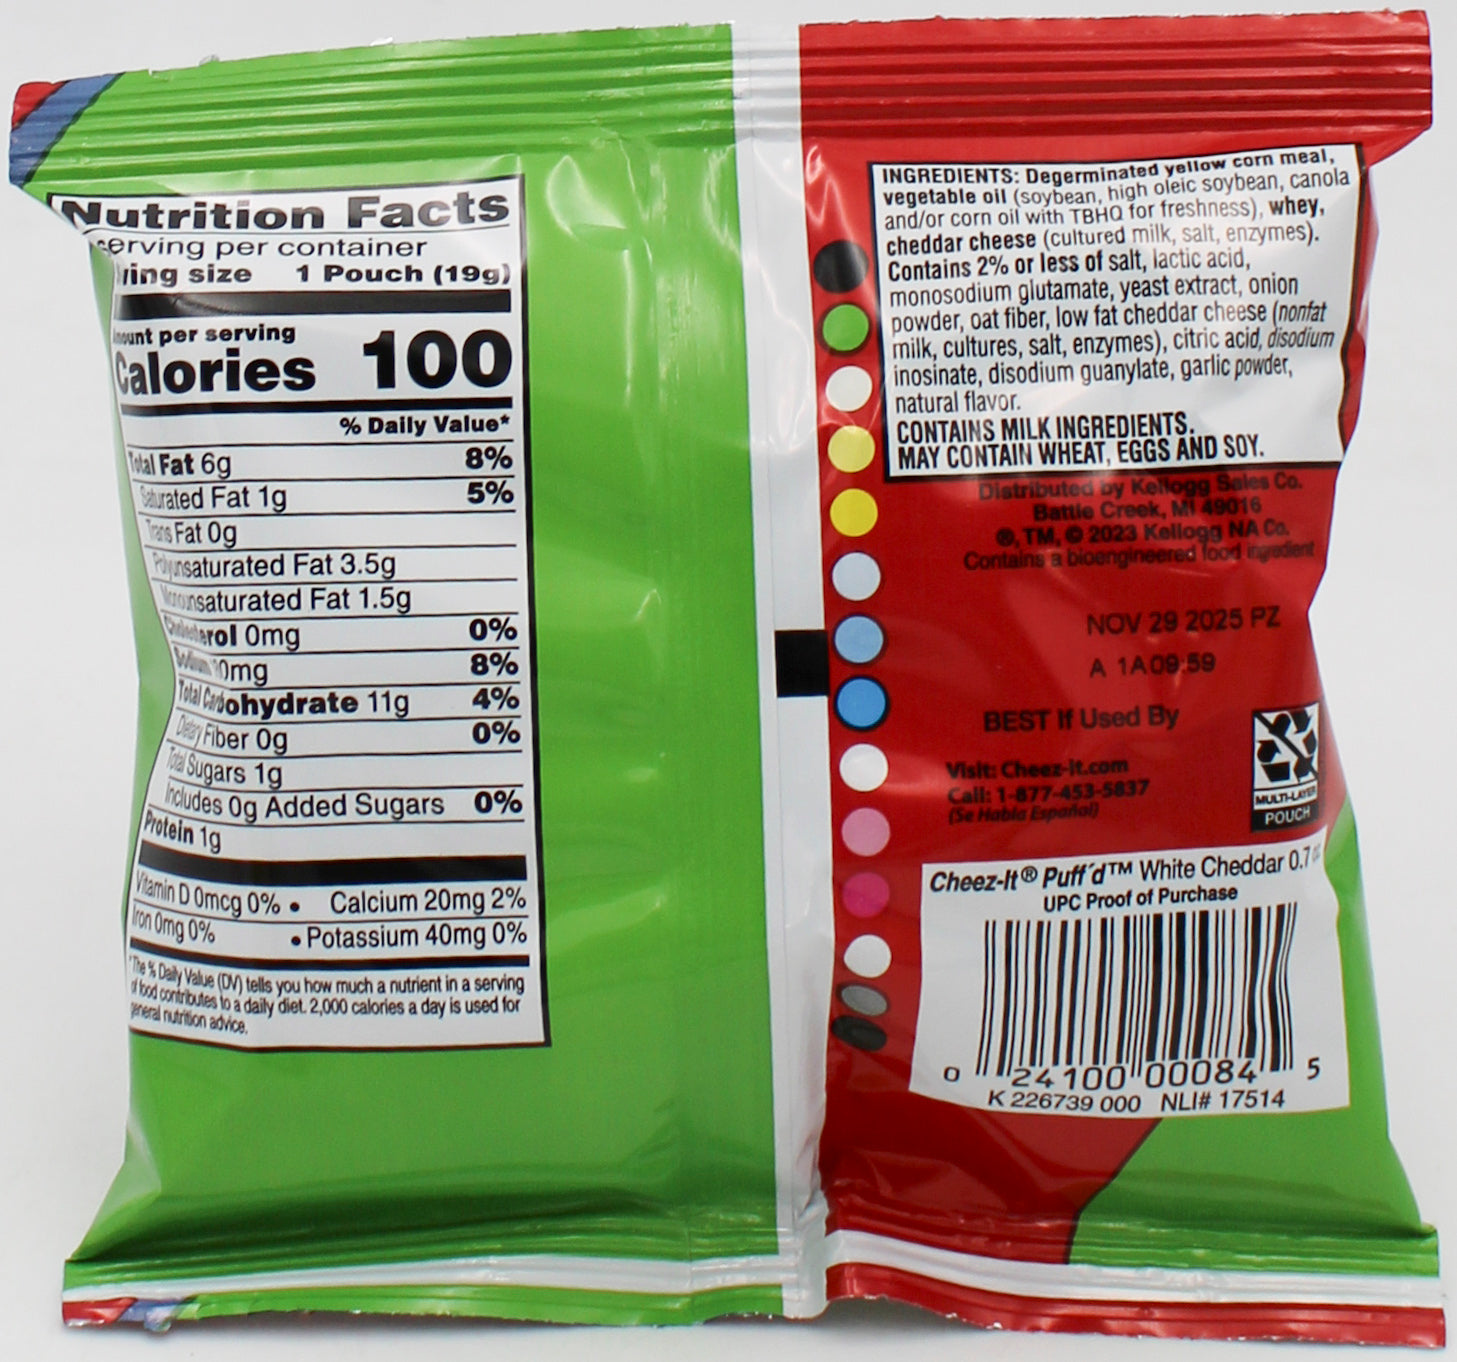 Nutrition Facts
serving per container
ving size 1 Pouch (19g)
Amount per serving
Calories 100
% Daily Value*
Total Fat 6g 8%
Saturated Fat 1g 5%
Trans Fat 0g
Polyunsaturated Fat 3.5g
Monounsaturated Fat 1.5g
Cholesterol 0mg 0%
Sodium 0mg 8%
Total Carbohydrate 11g 4%
Dietary Fiber 0g 0%
Total Sugars 1g
Includes 0g Added Sugars 0%
Protein 1g
Vitamin D 0mcg 0% • Calcium 20mg 2%
Iron 0mg 0% • Potassium 40mg 0%
*The % Daily Value (DV) tells you how much a nutrient in a serving
of food contributes to a daily diet. 2,000 calories a day is used for
general nutrition advice.
INGREDIENTS: Degerminated yellow corn meal,
vegetable oil (soybean, high oleic soybean, canola
and/or corn oil with TBHQ for freshness), whey,
cheddar cheese (cultured milk, salt, enzymes).
Contains 2% or less of salt, lactic acid,
monosodium glutamate, yeast extract, onion
powder, oat fiber, low fat cheddar cheese (nonfat
milk, cultures, salt, enzymes), citric acid, disodium
inosinate, disodium guanylate, garlic powder,
natural flavor.
CONTAINS MILK INGREDIENTS.
MAY CONTAIN WHEAT, EGGS AND SOY.
Distributed by Kellogg Sales Co.
Battle Creek, MI 49016
®, TM, © 2023 Kellogg NA Co.
Contains a bioengineered food ingredient
NOV 29 2025 PZ
A 1A 09:59
BEST If Used By
Visit: Cheez-It.com
Call: 1-877-453-5837
(Se Habla Español)
MULTI-LAYER
POUCH
Cheez-It® Puff'd™ White Cheddar 0.7 oz
UPC Proof of Purchase
0 24100 00084 5
K 226739 000 NLI# 17514